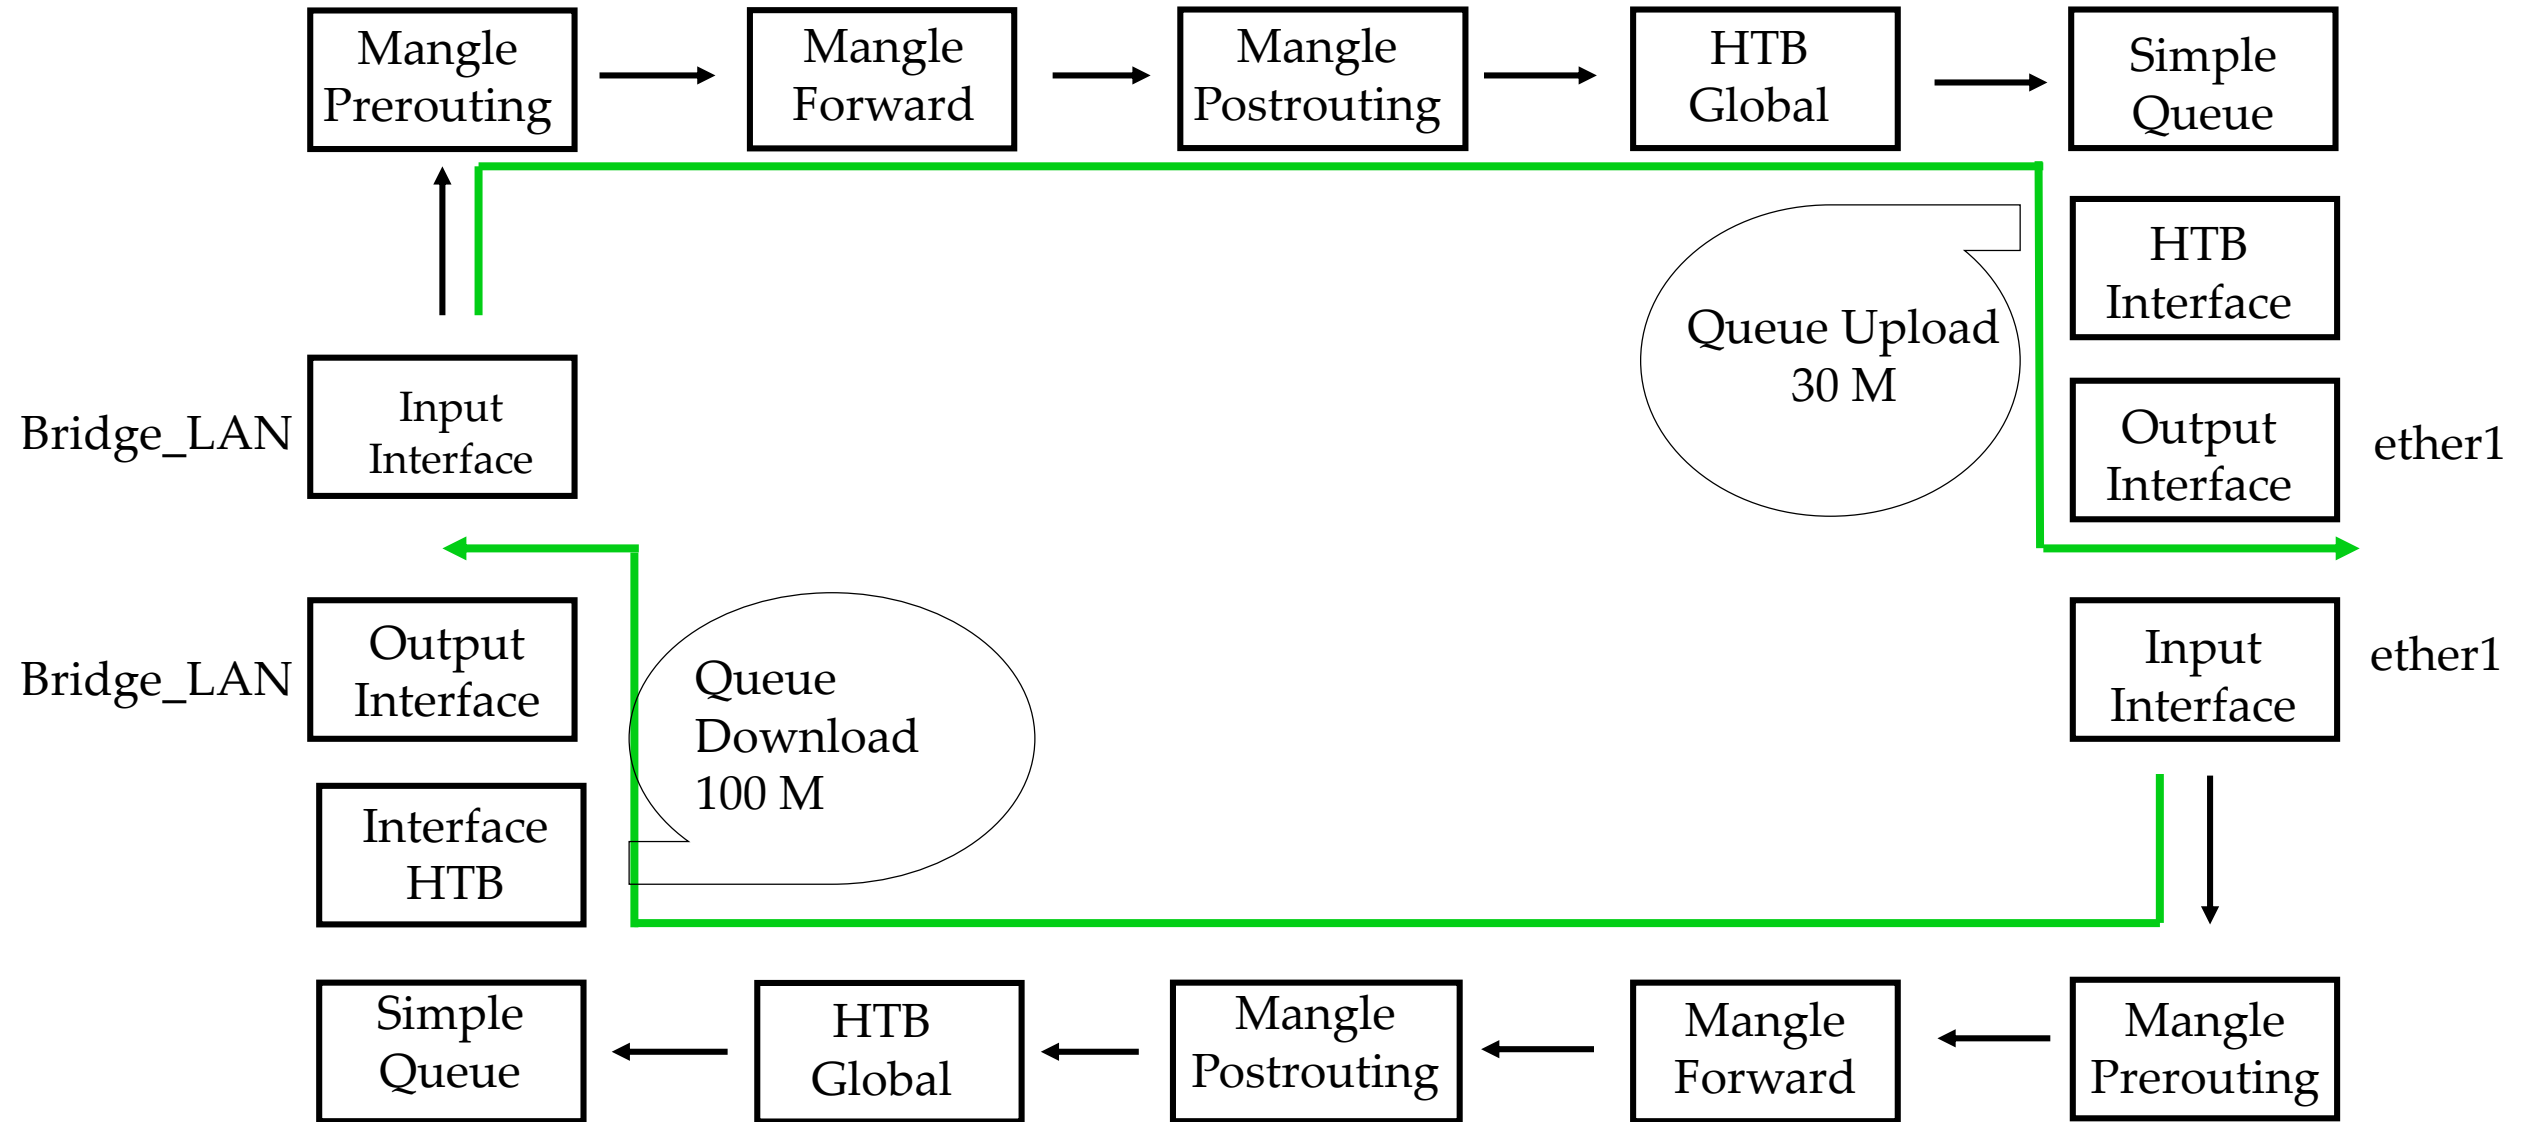 Mangle
Prerouting
Mangle
Forward
Mangle
Postrouting
HTB
Global
Simple
Queue
HTB
Interface
Queue Upload
30 M
Bridge_LAN
Input
Interface
Output
Interface
ether1
Bridge_LAN
Output
Interface
Queue
Download
100 M
Input
Interface
ether1
Interface
HTB
Simple
Queue
HTB
Global
Mangle
Postrouting
Mangle
Forward
Mangle
Prerouting